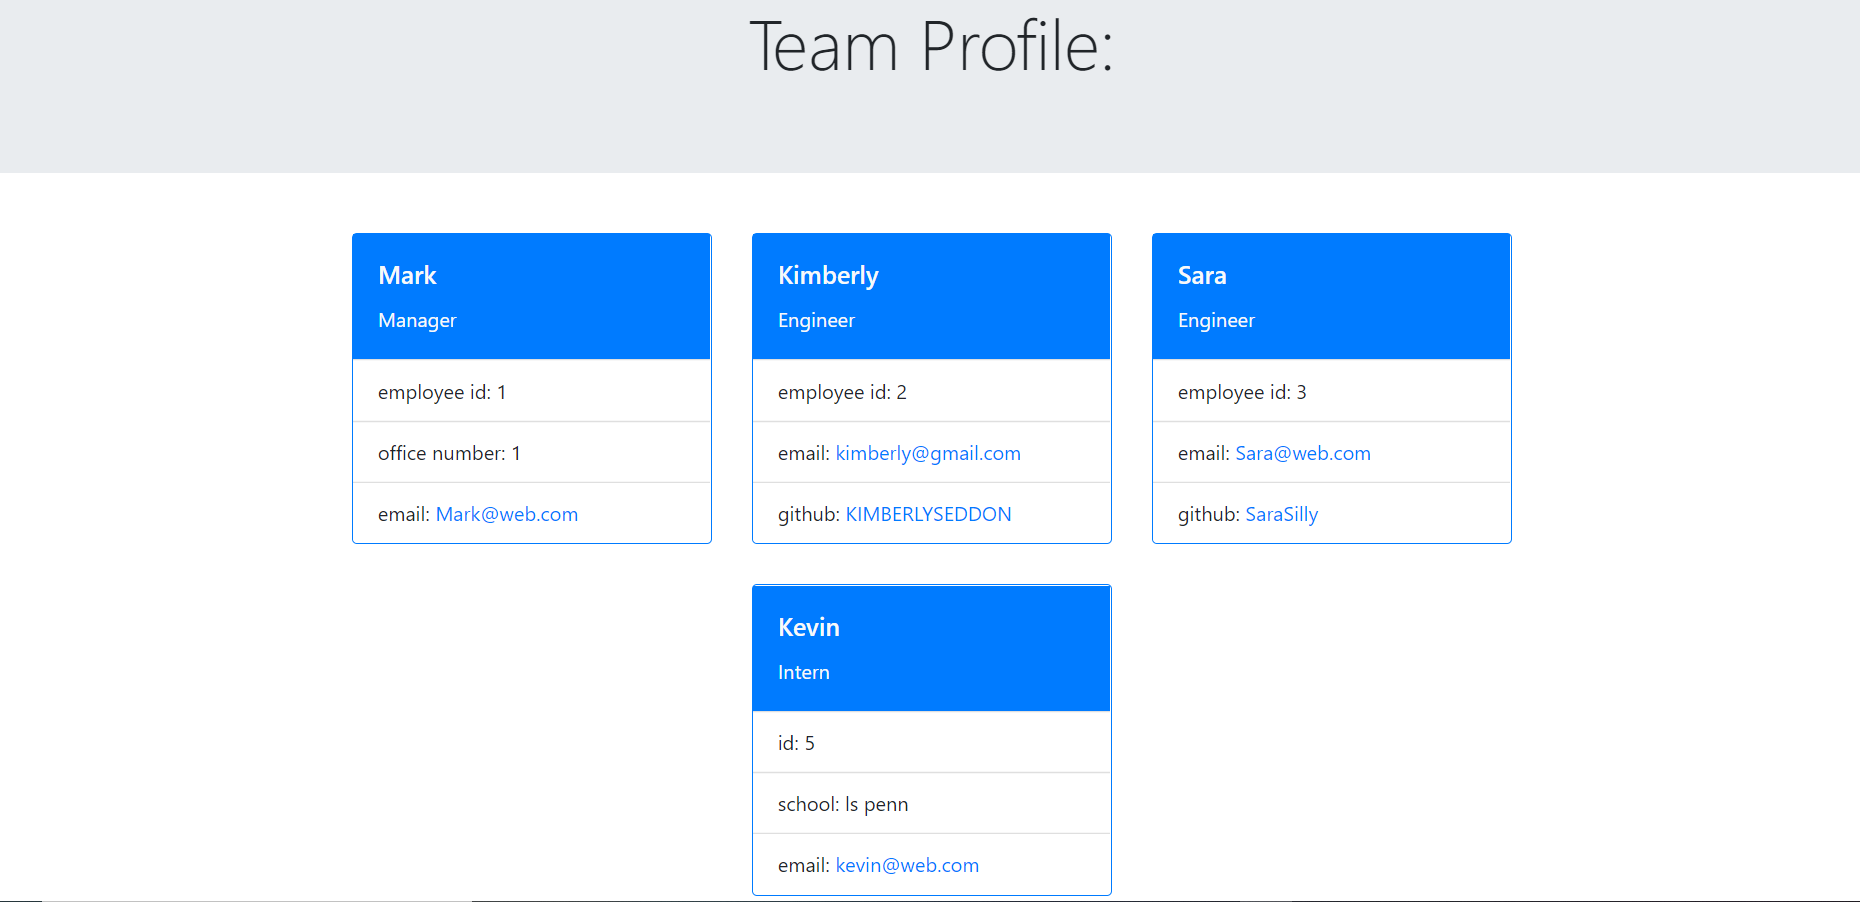 Team Profile:
Mark
Manager
employee id: 1
office number: 1
email: Mark@web.com
Kimberly
Engineer
employee id: 2
email: kimberly@gmail.com
github: KIMBERLYSEDDON
Sara
Engineer
employee id: 3
email: Sara@web.com
github: SaraSilly
Kevin
Intern
id: 5
school: ls penn
email: kevin@web.com